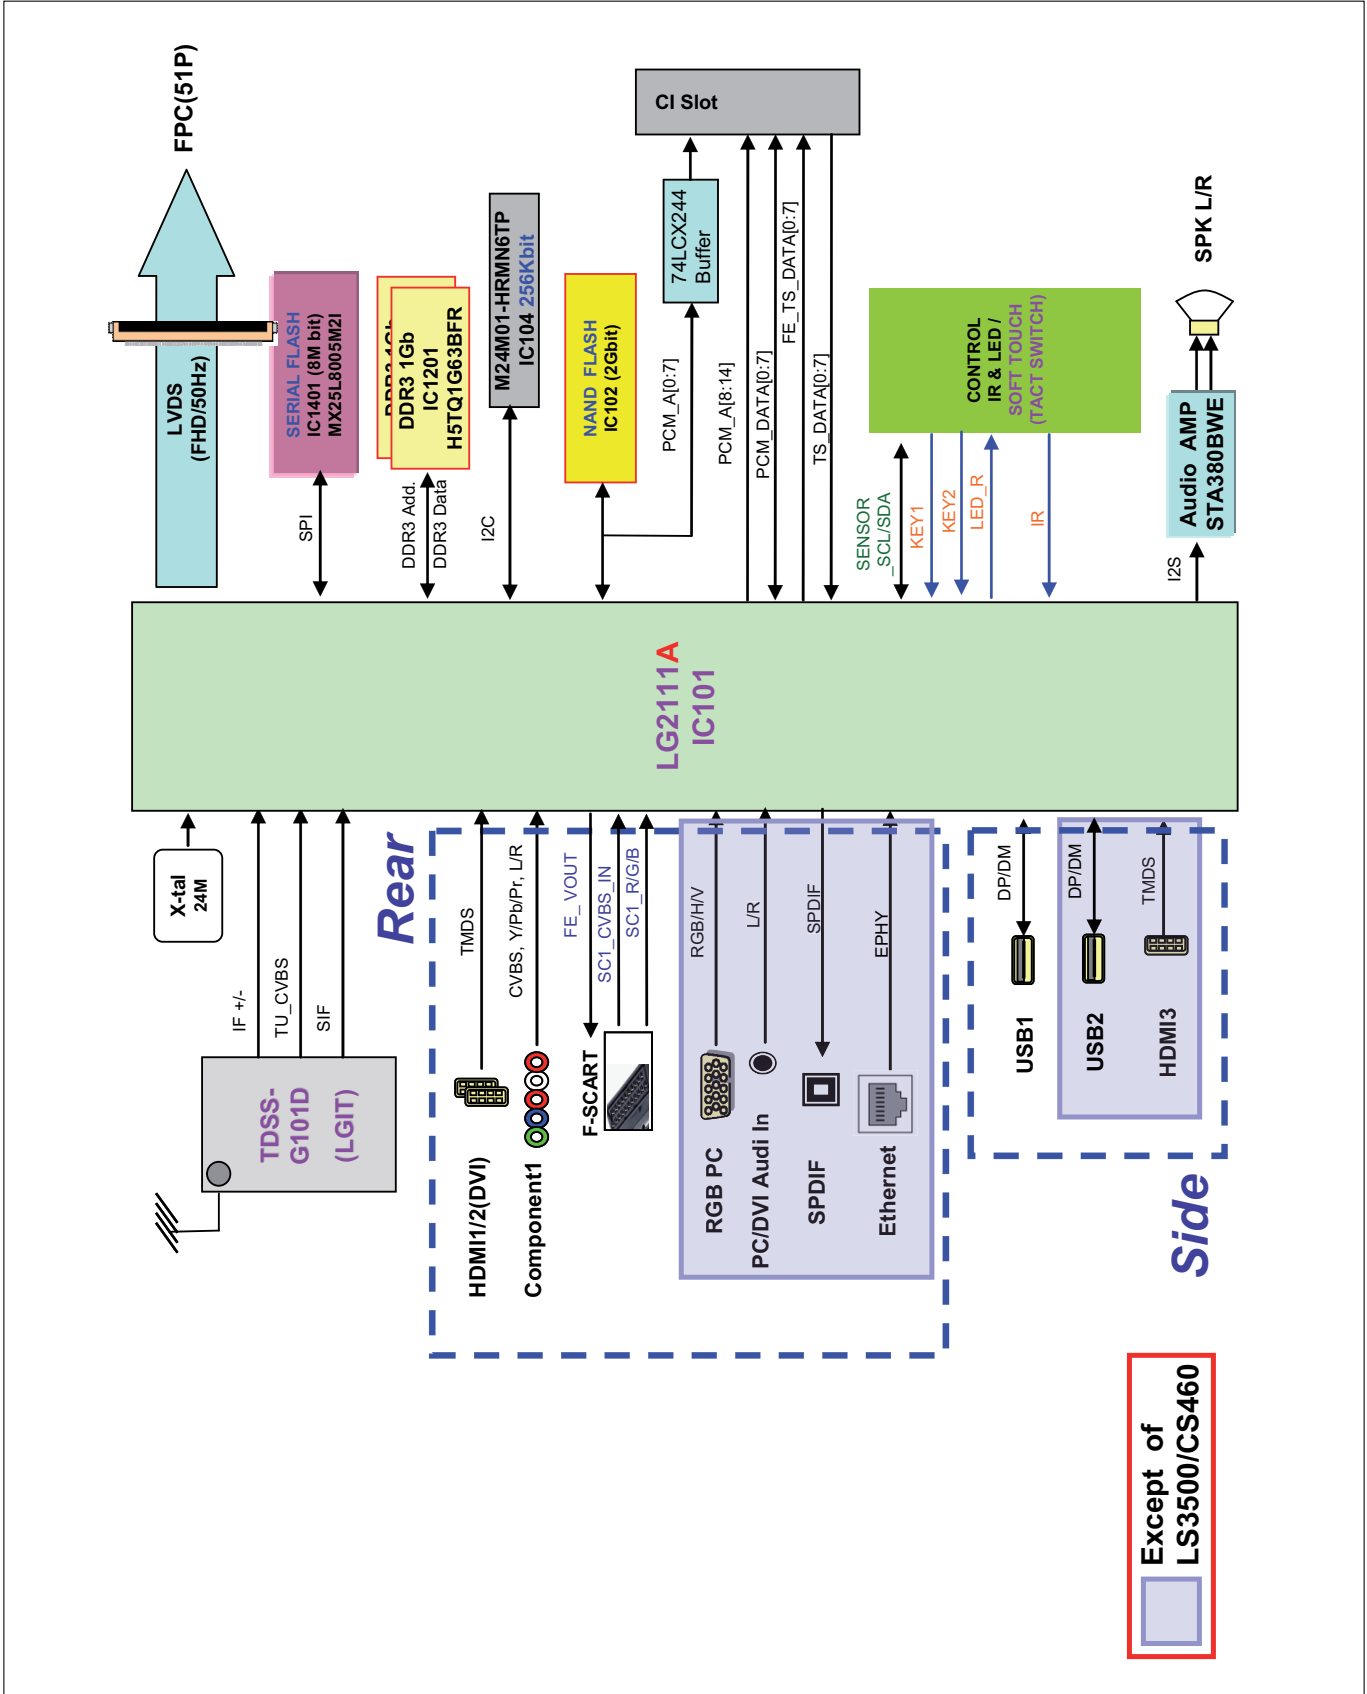 X-tal
24M
TDSS-
G101D
(LGIT)
IF +/-
TU_CVBS
SIF
Rear
HDMI1/2(DVI)
TMDS
Component1
CVBS, Y/Pb/Pr, L/R
F-SCART
FE_ VOUT
SC1_CVBS_IN
SC1_R/G/B
RGB PC
RGB/H/V
PC/DVI Audi In
L/R
SPDIF
SPDIF
Ethernet
EPHY
Side
USB1
DP/DM
USB2
DP/DM
HDMI3
TMDS
LG2111A
IC101
LVDS
(FHD/50Hz)
FPC(51P)
SPI
SERIAL FLASH
IC1401 (8M bit)
MX25L8005M2I
DDR3 Add.
DDR3 Data
DDR3 1Gb
DDR3 1Gb
IC1201
H5TQ1G63BFR
I2C
M24M01-HRMN6TP
IC104 256Kbit
NAND FLASH
IC102 (2Gbit)
PCM_A[0:7]
74LCX244
Buffer
CI Slot
PCM_A[8:14]
PCM_DATA[0:7]
FE_TS_DATA[0:7]
TS_DATA[0:7]
SENSOR
_SCL/SDA
KEY1
KEY2
LED_R
IR
CONTROL
IR & LED /
SOFT TOUCH
(TACT SWITCH)
I2S
Audio AMP
STA380BWE
SPK L/R
Except of
LS3500/CS460